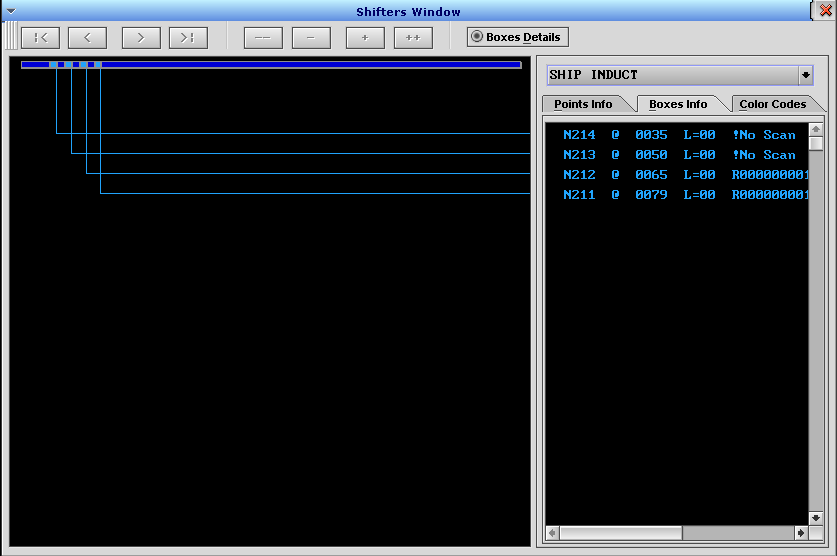 Shifters Window
|< < > >| -- - + ++ Boxes Details
SHIP INDUCT
Points Info Boxes Info Color Codes
N214 @ 0035 L=00 !No Scan
N213 @ 0050 L=00 !No Scan
N212 @ 0065 L=00 R000000001
N211 @ 0079 L=00 R000000001